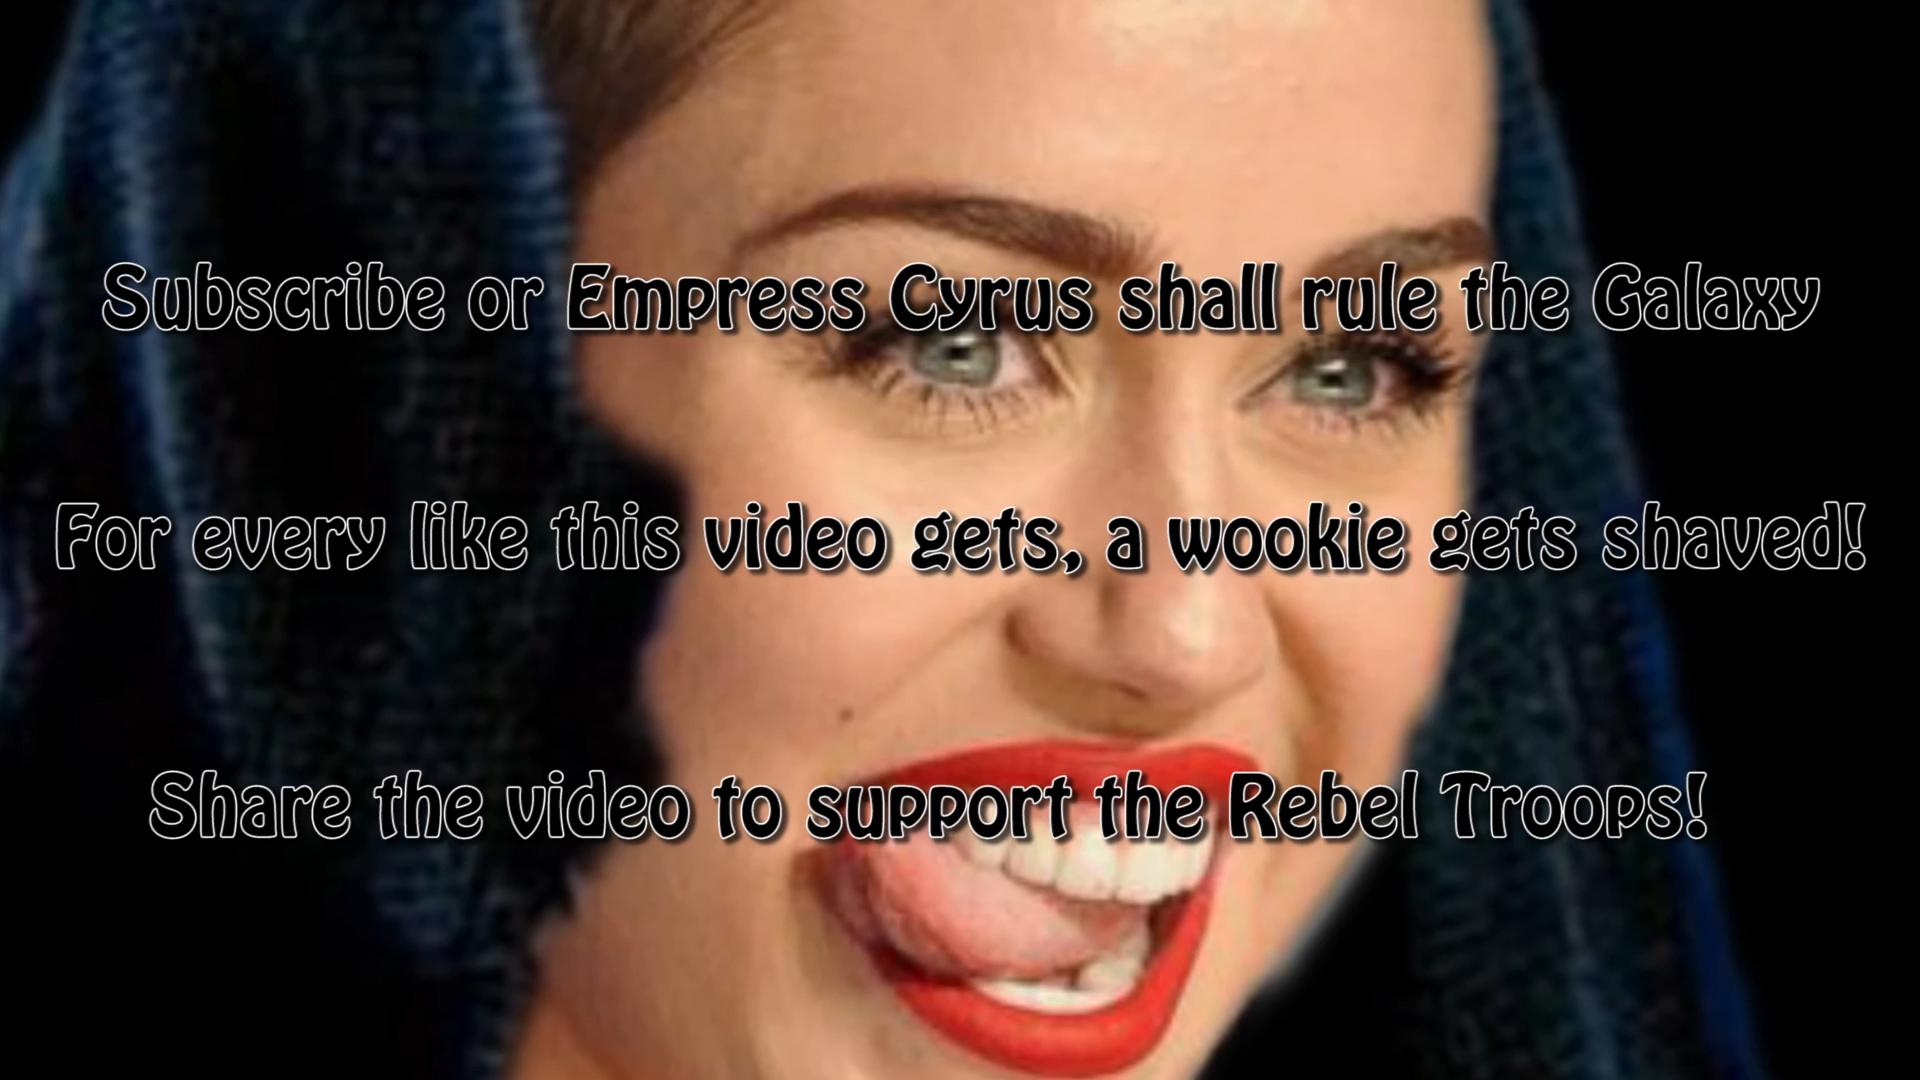 Subscribe or Empress Cyrus shall rule the Galaxy
For every like this video gets, a wookie gets shaved!
Share the video to support the Rebel Troops!